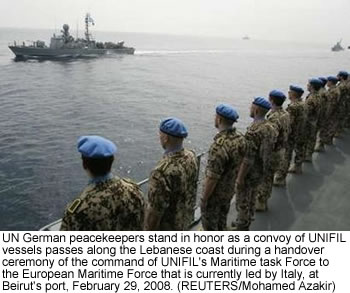 UN German peacekeepers stand in honor as a convoy of UNIFIL
vessels passes along the Lebanese coast during a handover
ceremony of the command of UNIFIL's Maritime task Force to
the European Maritime Force that is currently led by Italy, at
Beirut's port, February 29, 2008. (REUTERS/Mohamed Azakir)